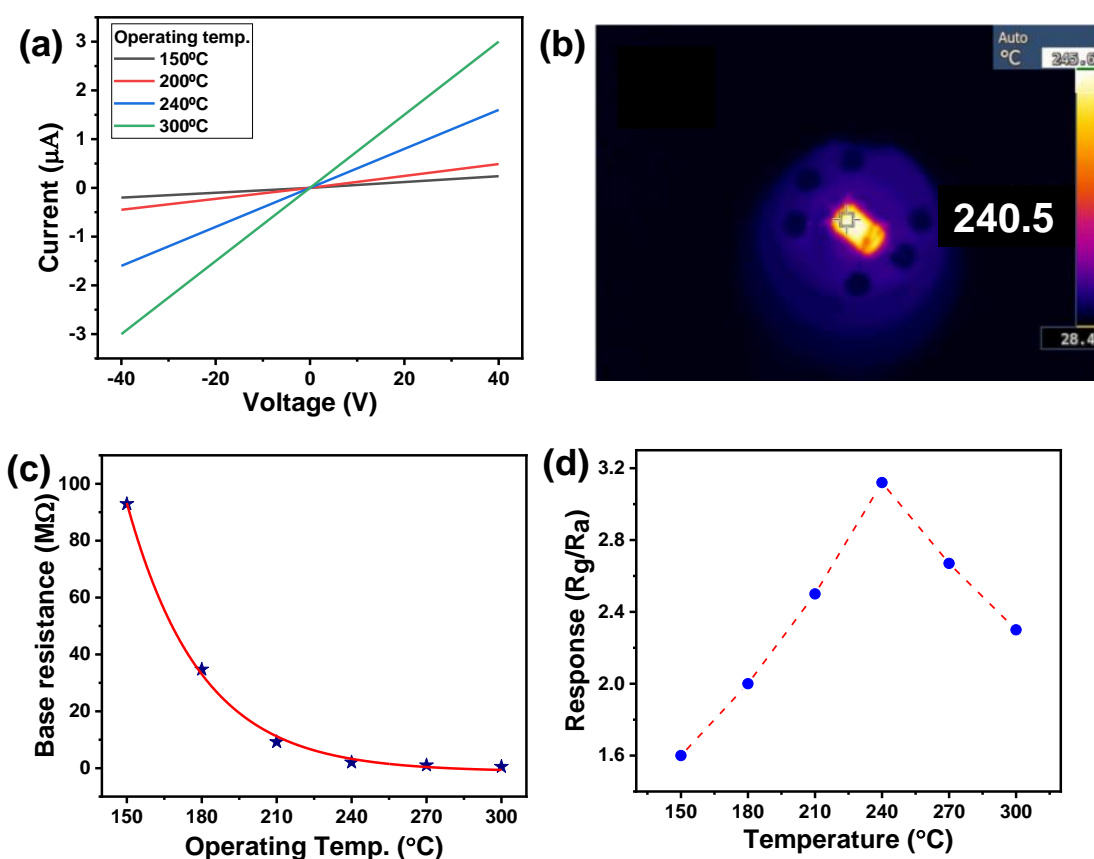 (a)
Operating temp.
150ºC
200ºC
240ºC
300ºC
3
2
1
0
-1
-2
-3
-40
-20
0
20
40
Current (µA)
Voltage (V)
(b)
Auto
°C
245.6
240.5
28.4
(c)
100
80
60
40
20
0
150
180
210
240
270
300
Base resistance (MΩ)
Operating Temp. (°C)
(d)
3.2
2.8
2.4
2.0
1.6
150
180
210
240
270
300
Response (Rg/Ra)
Temperature (°C)